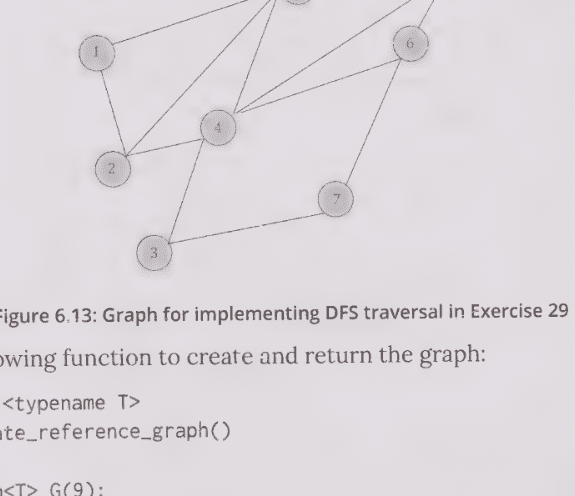 1
6
4
2
7
3
Figure 6.13: Graph for implementing DFS traversal in Exercise 29
owing function to create and return the graph:
<typename T>
ate_reference_graph()
<T> G(9);